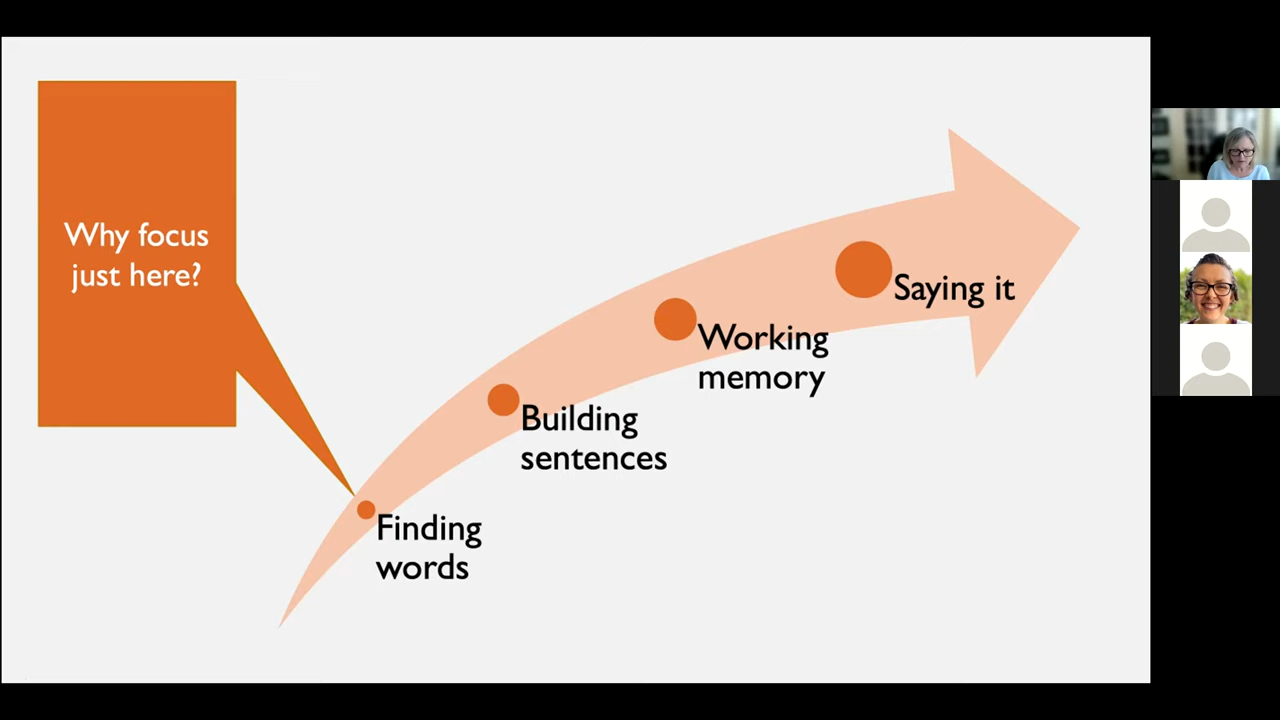 Why focus
just here?
Finding
words
Building
sentences
Working
memory
Saying it